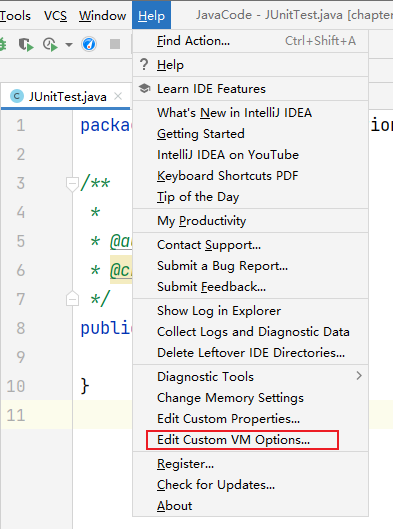 Tools VCS Window Help JavaCode - JUnitTest.java [chapter
Find Action... Ctrl+Shift+A
? Help
JUnitTest.java ×
Learn IDE Features
1 packag
What's New in IntelliJ IDEA
2
Getting Started
IntelliJ IDEA on YouTube
3 /**
Keyboard Shortcuts PDF
4 *
Tip of the Day
My Productivity
5 * @a
Contact Support...
6 * @c
Submit a Bug Report...
7 */
Submit Feedback...
8 public
Show Log in Explorer
Collect Logs and Diagnostic Data
Delete Leftover IDE Directories...
Diagnostic Tools
10 }
Change Memory Settings
11
Edit Custom Properties...
Edit Custom VM Options...
Register...
Check for Updates...
About